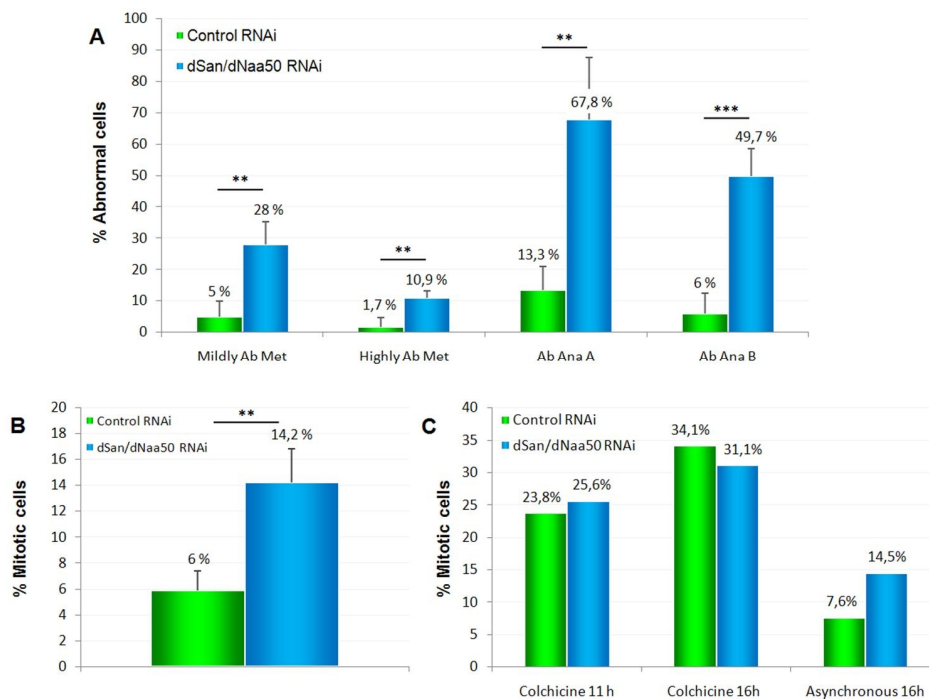 A
Control RNAi
dSan/dNaa50 RNAi
% Abnormal cells
100
90
80
70
60
50
40
30
20
10
0
**
5 %
28 %
**
1,7 %
10,9 %
**
13,3 %
67,8 %
***
6 %
49,7 %
Mildly Ab Met
Highly Ab Met
Ab Ana A
Ab Ana B
B
Control RNAi
dSan/dNaa50 RNAi
% Mitotic cells
20
18
16
14
12
10
8
6
4
2
0
**
6 %
14,2 %
C
Control RNAi
dSan/dNaa50 RNAi
% Mitotic cells
40
35
30
25
20
15
10
5
0
23,8%
25,6%
34,1%
31,1%
7,6%
14,5%
Colchicine 11 h
Colchicine 16h
Asynchronous 16h